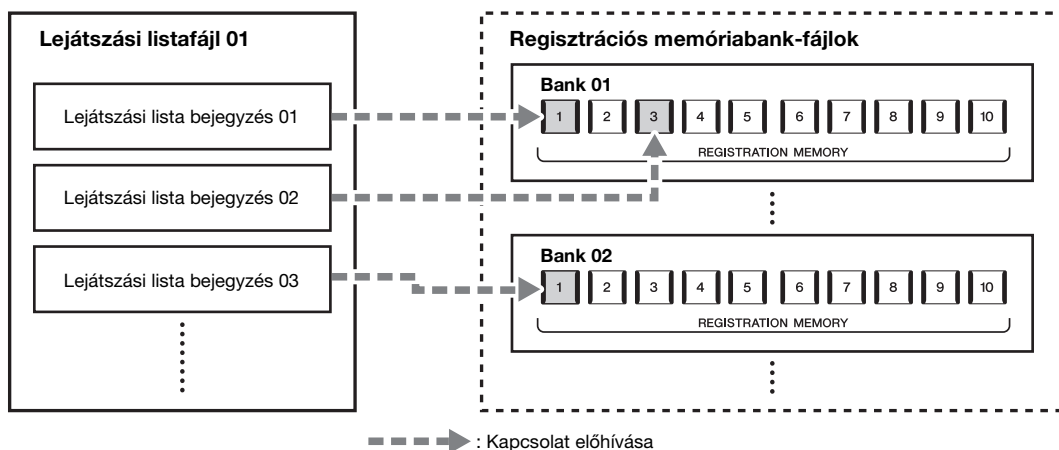 Lejátszási listafájl 01
Lejátszási lista bejegyzés 01
Lejátszási lista bejegyzés 02
Lejátszási lista bejegyzés 03
Regisztrációs memóriabank-fájlok
Bank 01
1 2 3 4 5 6 7 8 9 10
REGISTRATION MEMORY
Bank 02
1 2 3 4 5 6 7 8 9 10
REGISTRATION MEMORY
: Kapcsolat előhívása